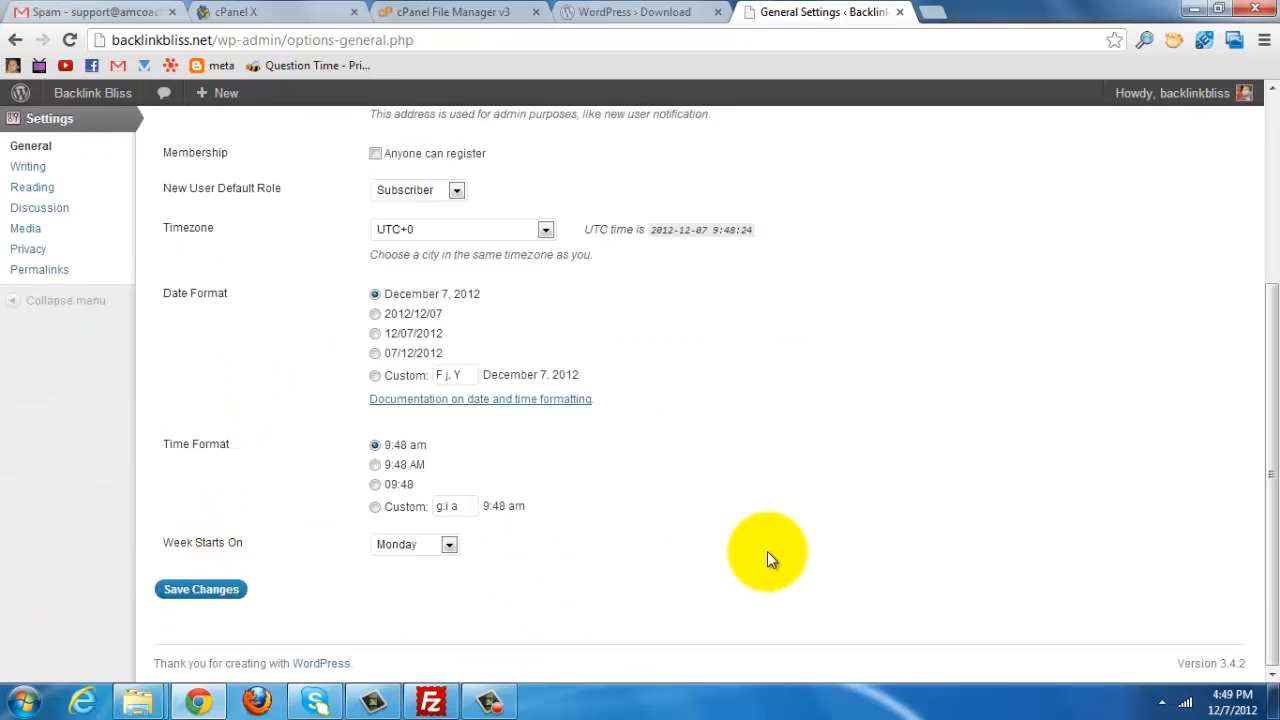 Spam - support@amcoach
cPanel X
cPanel File Manager v3
WordPress › Download
General Settings ‹ Backlink
backlinkbliss.net/wp-admin/options-general.php
meta
Question Time - Pri...
Backlink Bliss
+ New
Howdy, backlinkbliss
Settings
This address is used for admin purposes, like new user notification.
General
Writing
Reading
Discussion
Media
Privacy
Permalinks
Collapse menu
Membership
Anyone can register
New User Default Role
Subscriber
Timezone
UTC+0
UTC time is 2012-12-07 9:48:24
Choose a city in the same timezone as you.
Date Format
December 7, 2012
2012/12/07
12/07/2012
07/12/2012
Custom: F j, Y December 7, 2012
Documentation on date and time formatting.
Time Format
9:48 am
9:48 AM
09:48
Custom: g:i a 9:48 am
Week Starts On
Monday
Save Changes
Thank you for creating with WordPress.
Version 3.4.2
4:49 PM
12/7/2012